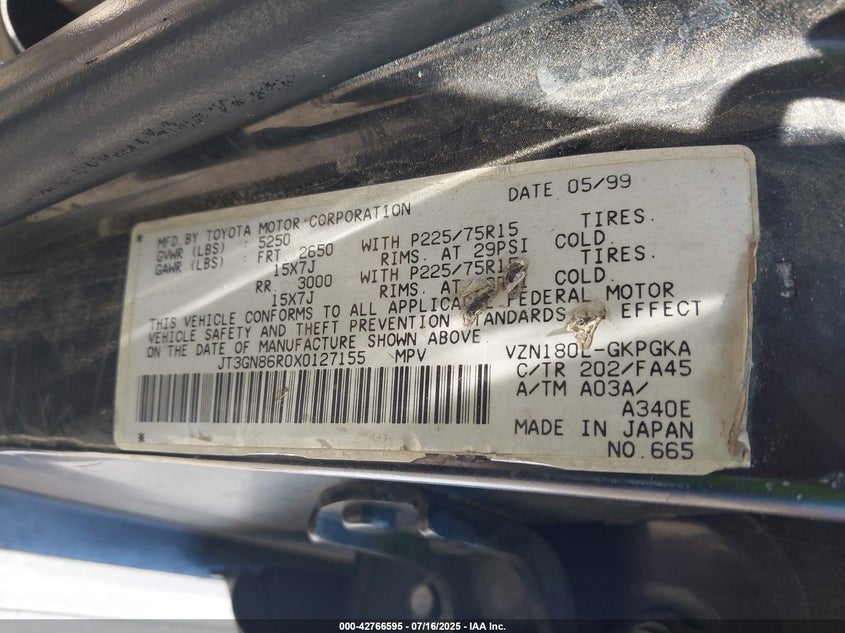 DATE 05/99
MFD.BY TOYOTA MOTOR CORPORATION
GVWR (LBS) : 5250
GAWR (LBS) : FRT. 2650 WITH P225/75R15 TIRES.
15X7J RIMS. AT 29PSI COLD.
RR 3000 WITH P225/75R15 TIRES.
15X7J RIMS. AT COLD.
THIS VEHICLE CONFORMS TO ALL FEDERAL MOTOR
VEHICLE SAFETY AND THEFT PREVENTION STANDARDS EFFECT
ON THE DATE OF MANUFACTURE SHOWN ABOVE.
JT3GN86R0X0127155 MPV
VZN180L-GKPGKA
C/TR 202/FA45
A/TM A03A/
A340E
MADE IN JAPAN
NO.665
000-42766595 - 07/16/2025 - IAA Inc.